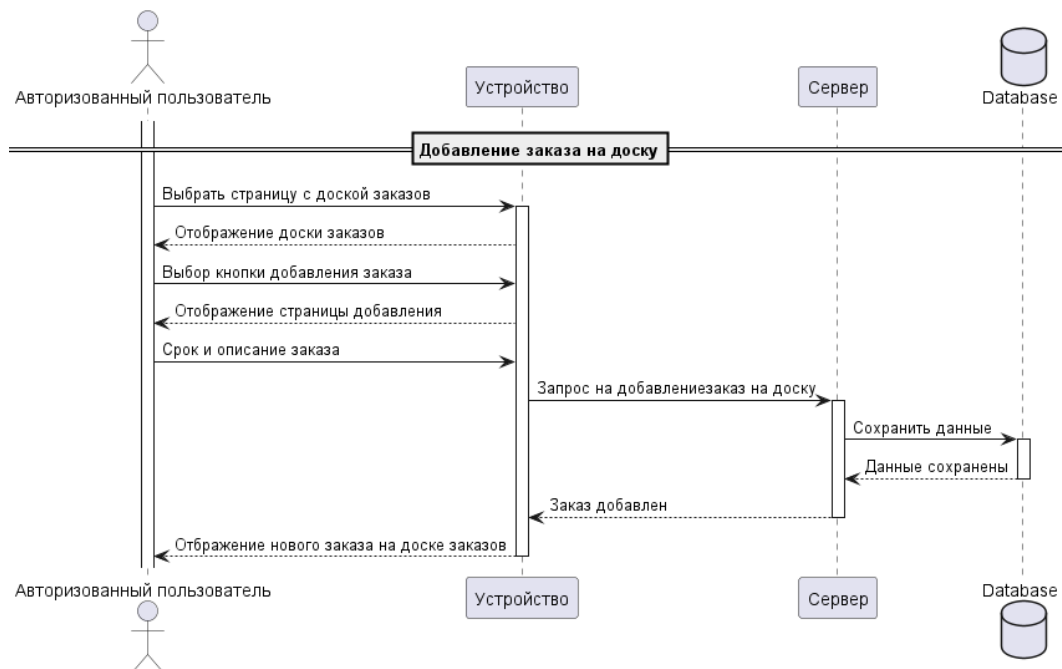 Авторизованный пользователь
Устройство
Сервер
Database
Добавление заказа на доску
Выбрать страницу с доской заказов
Отображение доски заказов
Выбор кнопки добавления заказа
Отображение страницы добавления
Срок и описание заказа
Запрос на добавлениезаказ на доску
Сохранить данные
Данные сохранены
Заказ добавлен
Отбражение нового заказа на доске заказов
Авторизованный пользователь
Устройство
Сервер
Database